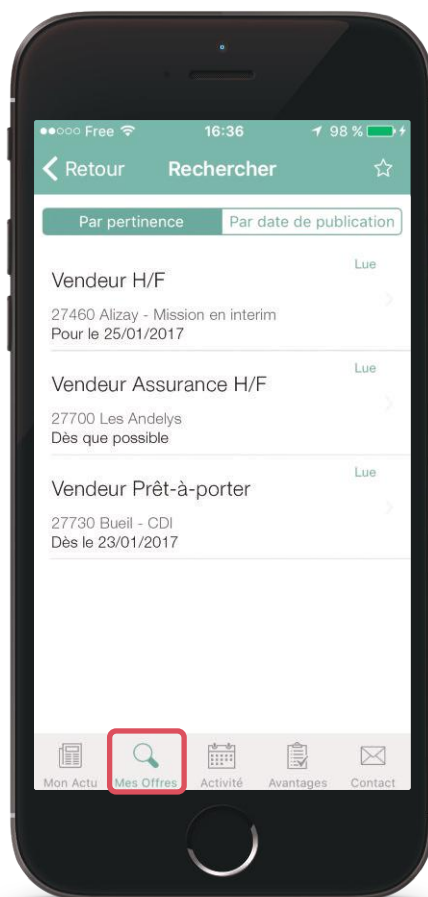 Free 16:36 98 %
Retour Rechercher
Par pertinence Par date de publication
Lue
Vendeur H/F
27460 Alizay - Mission en interim
Pour le 25/01/2017
Lue
Vendeur Assurance H/F
27700 Les Andelys
Dès que possible
Lue
Vendeur Prêt-à-porter
27730 Bueil - CDI
Dès le 23/01/2017
Mon Actu Mes Offres Activité Avantages Contact